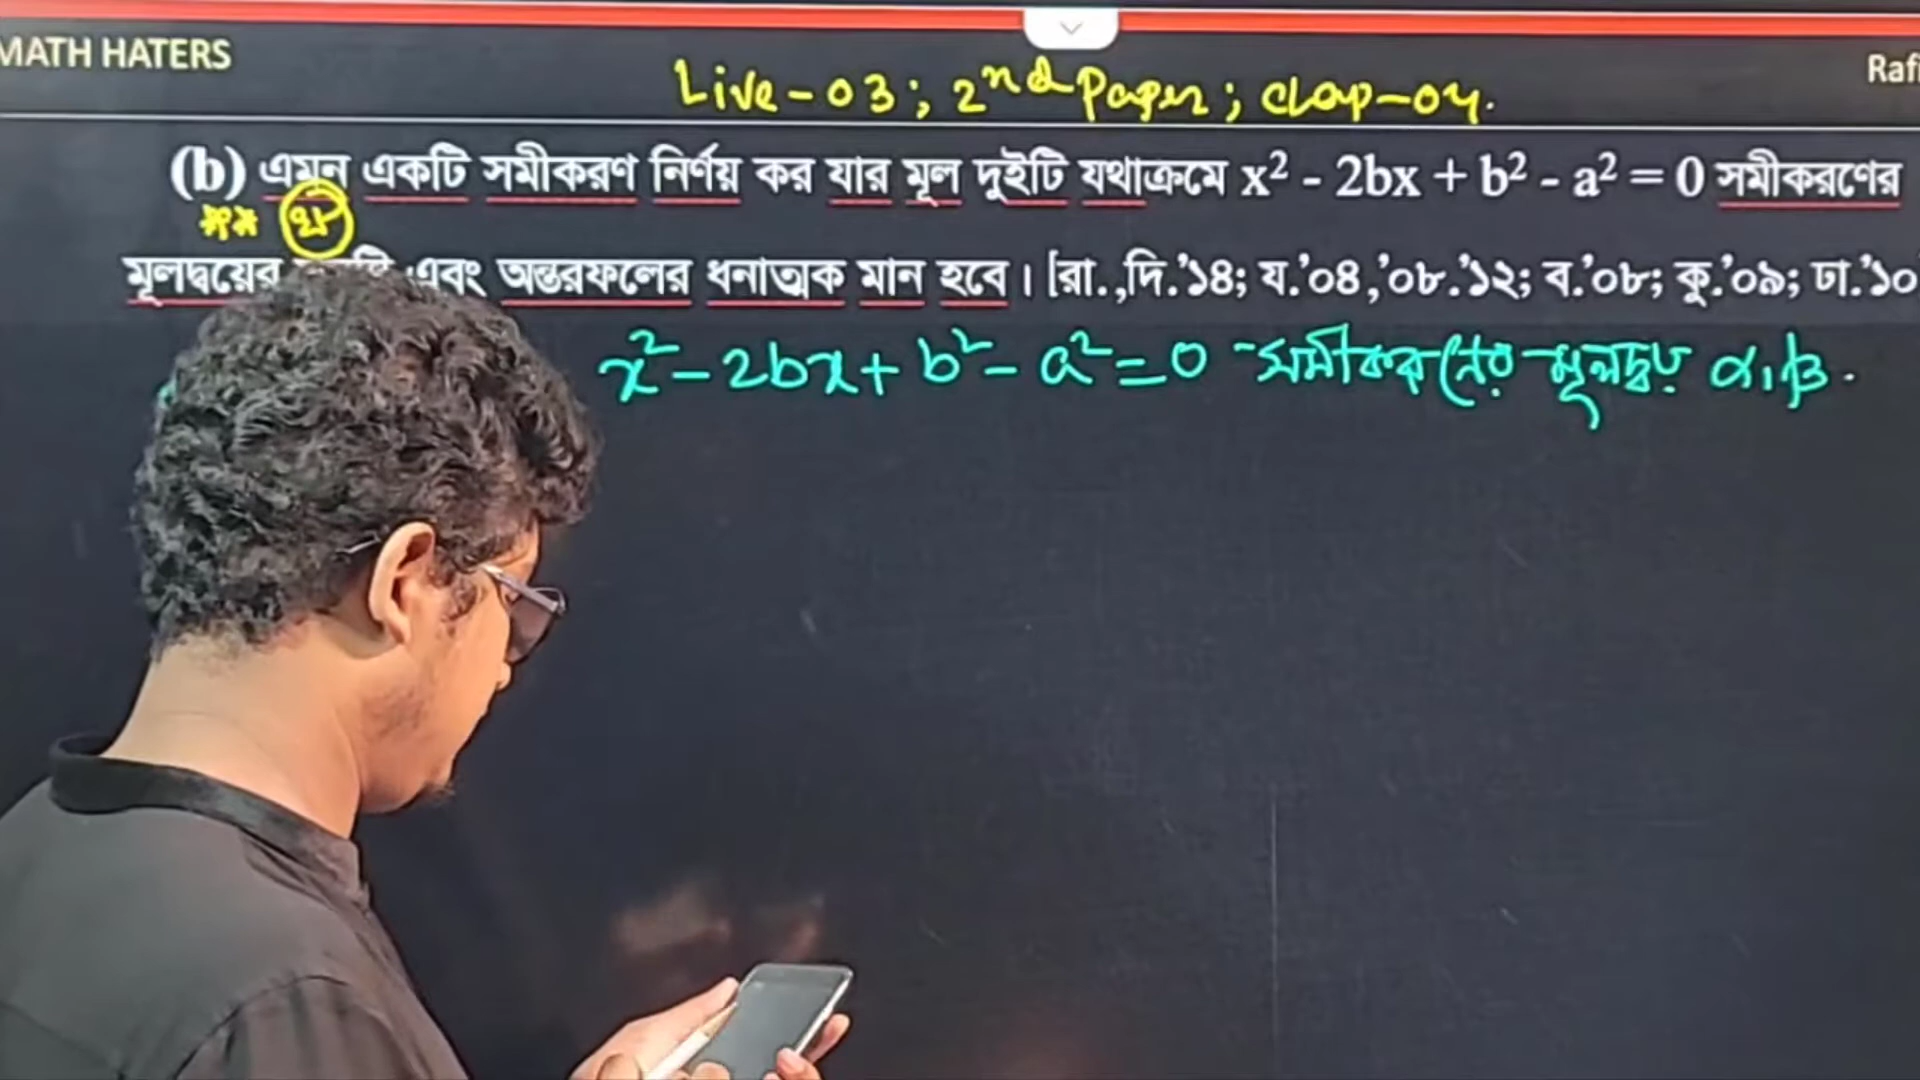 MATH HATERS
Rafi
Live-03; 2nd Paper; Chap-04.
(b) এমন একটি সমীকরণ নির্ণয় কর যার মূল দুইটি যথাক্রমে x² - 2bx + b² - a² = 0 সমীকরণের
** খ
মূলদ্বয়ের এবং অন্তরফলের ধনাত্মক মান হবে। [রা.,দি.'১৪; য.'০৪,'০৮.'১২; ব.'০৮; কু.'০৯; ঢা.'১০
x² - 2bx + b² - a² = 0 সমীকরণের মূলদ্বয় α, β.